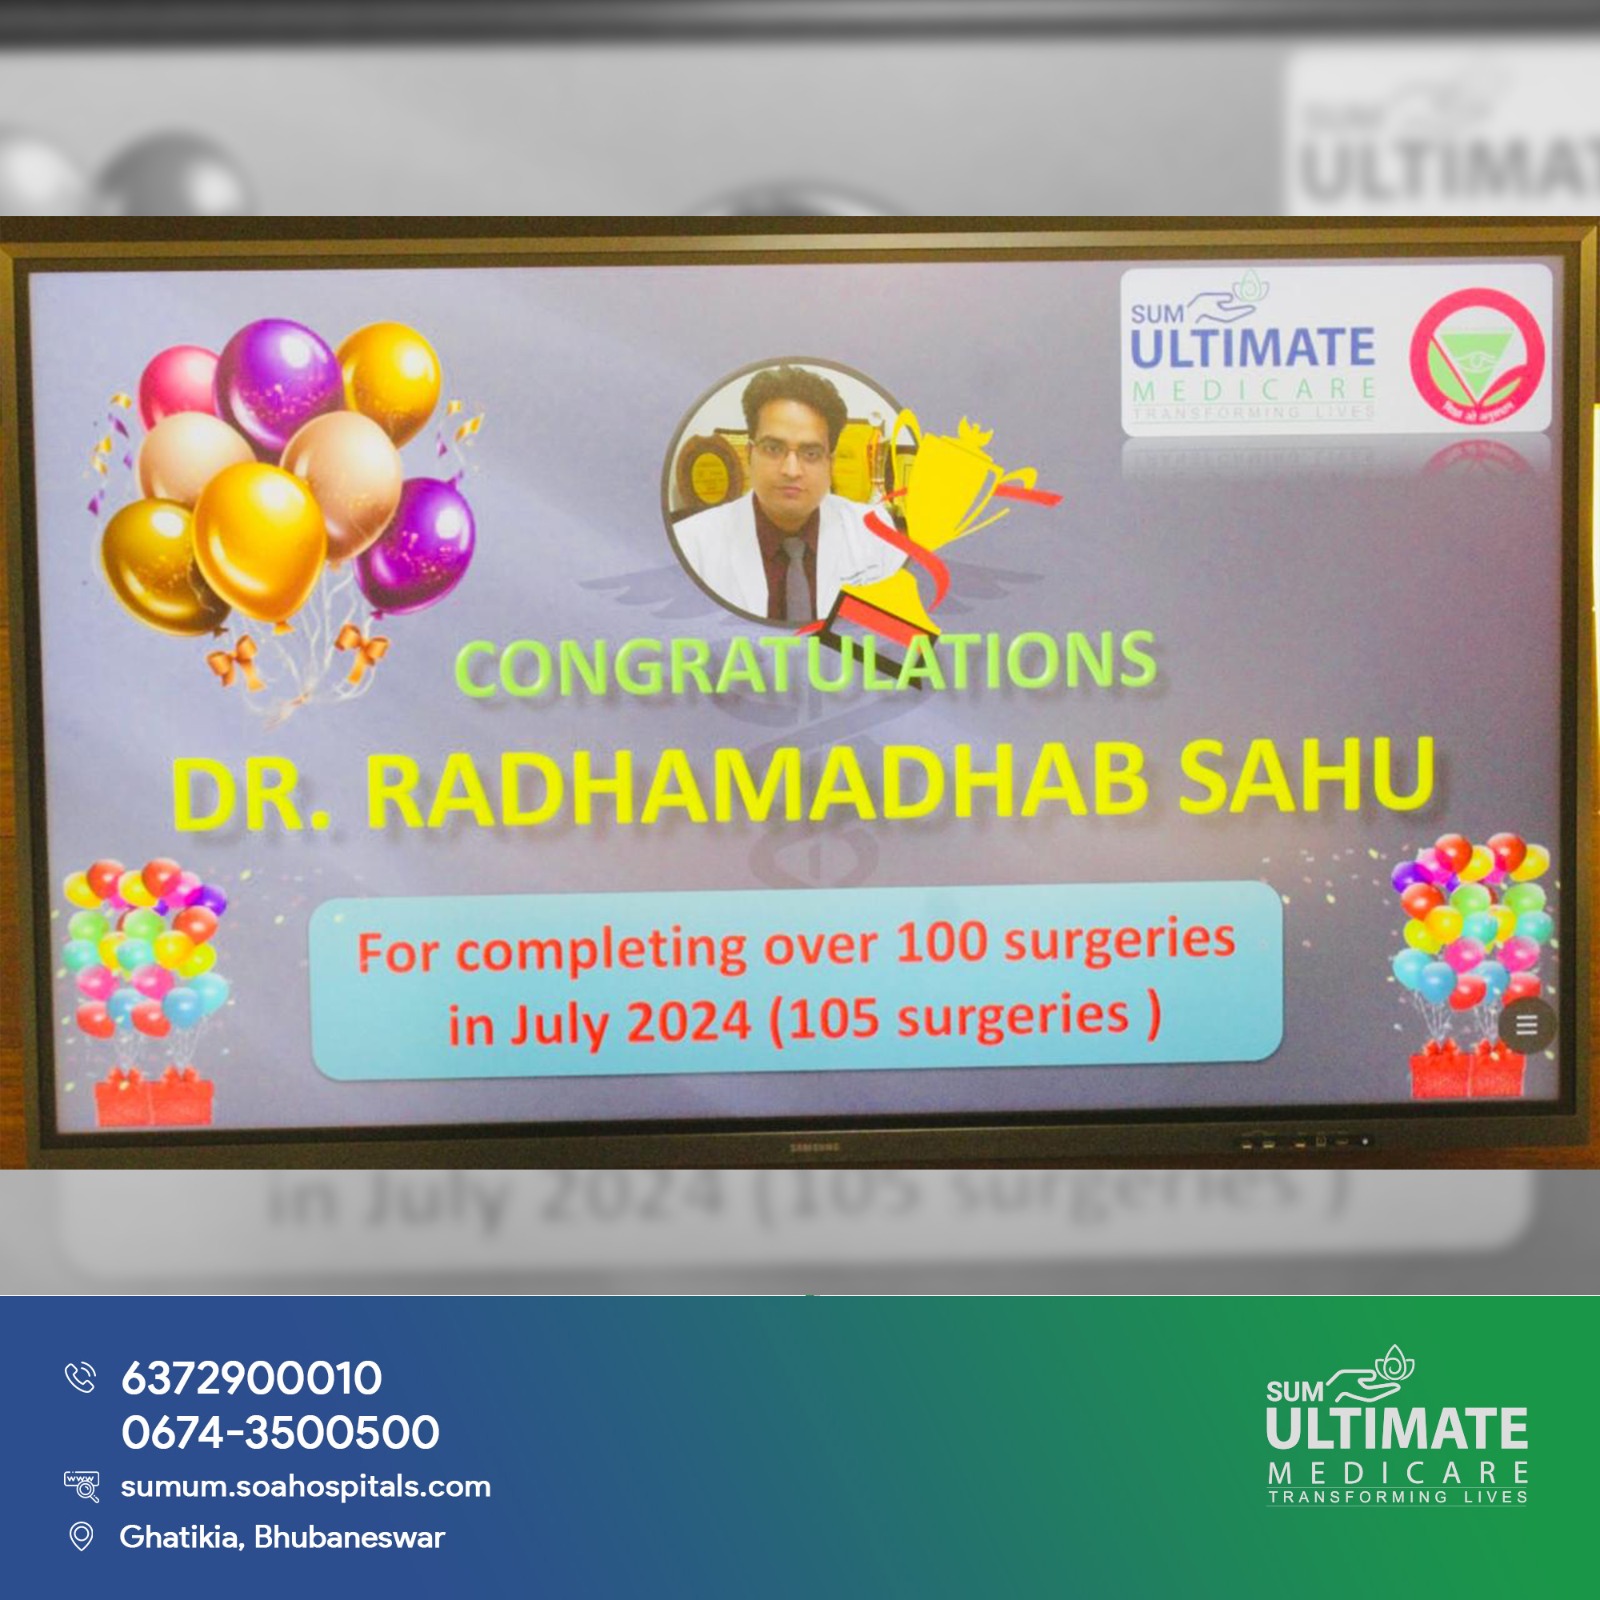 SUM
ULTIMATE
MEDICARE
TRANSFORMING LIVES
CONGRATULATIONS
DR. RADHAMADHAB SAHU
For completing over 100 surgeries
in July 2024 (105 surgeries )
SAMSUNG
in July 2024 (105 surgeries )
6372900010
0674-3500500
www
sumum.soahospitals.com
Ghatikia, Bhubaneswar
SUM
ULTIMATE
MEDICARE
TRANSFORMING LIVES